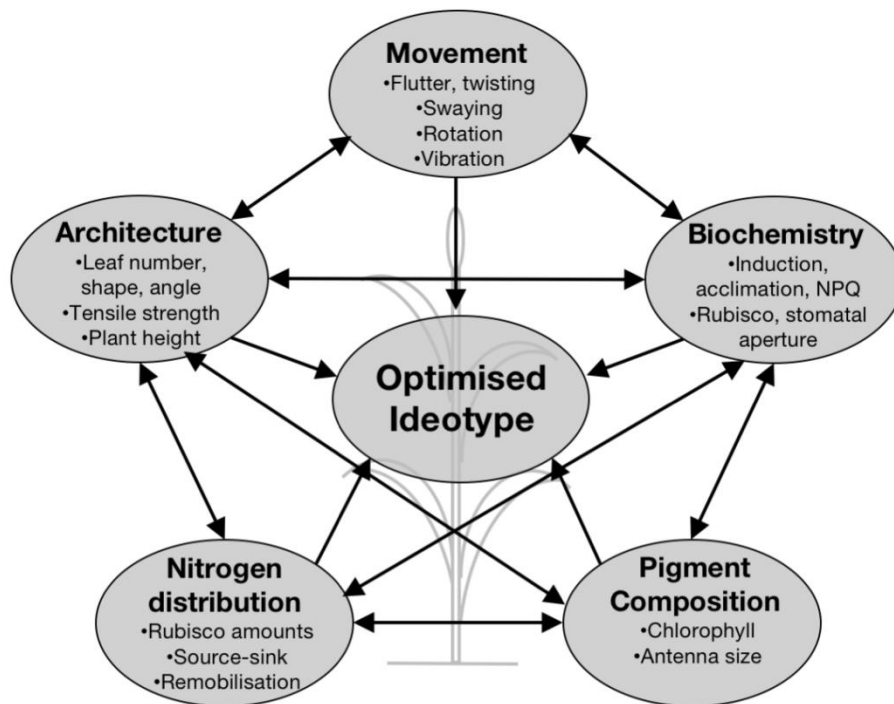 Movement
•Flutter, twisting
•Swaying
•Rotation
•Vibration
Architecture
•Leaf number,
shape, angle
•Tensile strength
•Plant height
Biochemistry
•Induction,
acclimation, NPQ
•Rubisco, stomatal
aperture
Optimised
Ideotype
Nitrogen
distribution
•Rubisco amounts
•Source-sink
•Remobilisation
Pigment
Composition
•Chlorophyll
•Antenna size